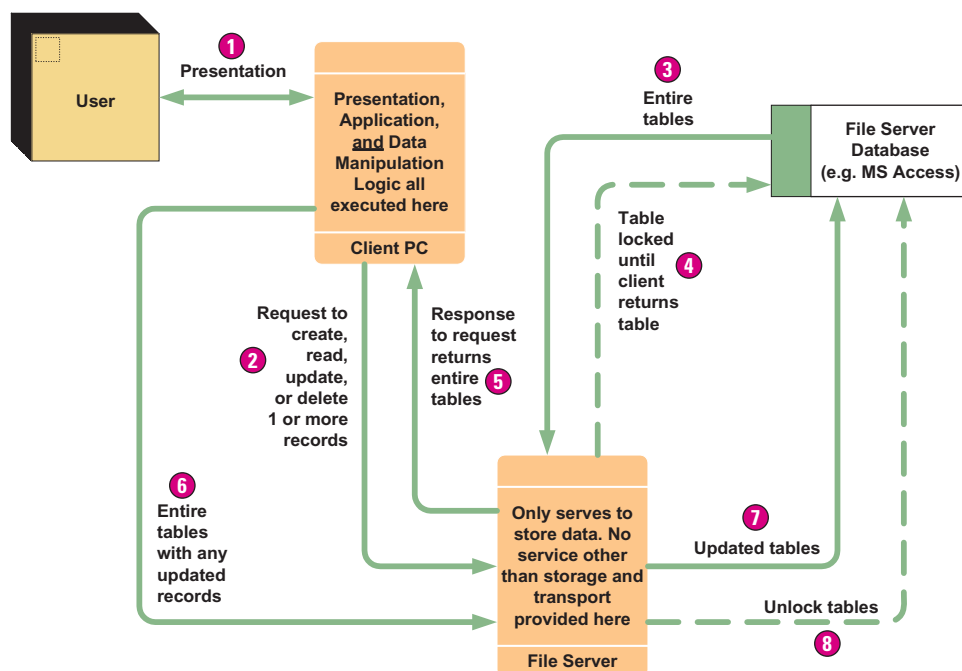 User
1
Presentation
Presentation,
Application,
and Data
Manipulation
Logic all
executed here
Client PC
3
Entire
tables
File Server
Database
(e.g. MS Access)
Table
locked
until
client
returns
table
4
Request to
create,
read,
update,
or delete
1 or more
records
2
Response
to request
returns
entire
tables
5
6
Entire
tables
with any
updated
records
Only serves to
store data. No
service other
than storage and
transport
provided here
File Server
7
Updated tables
Unlock tables
8